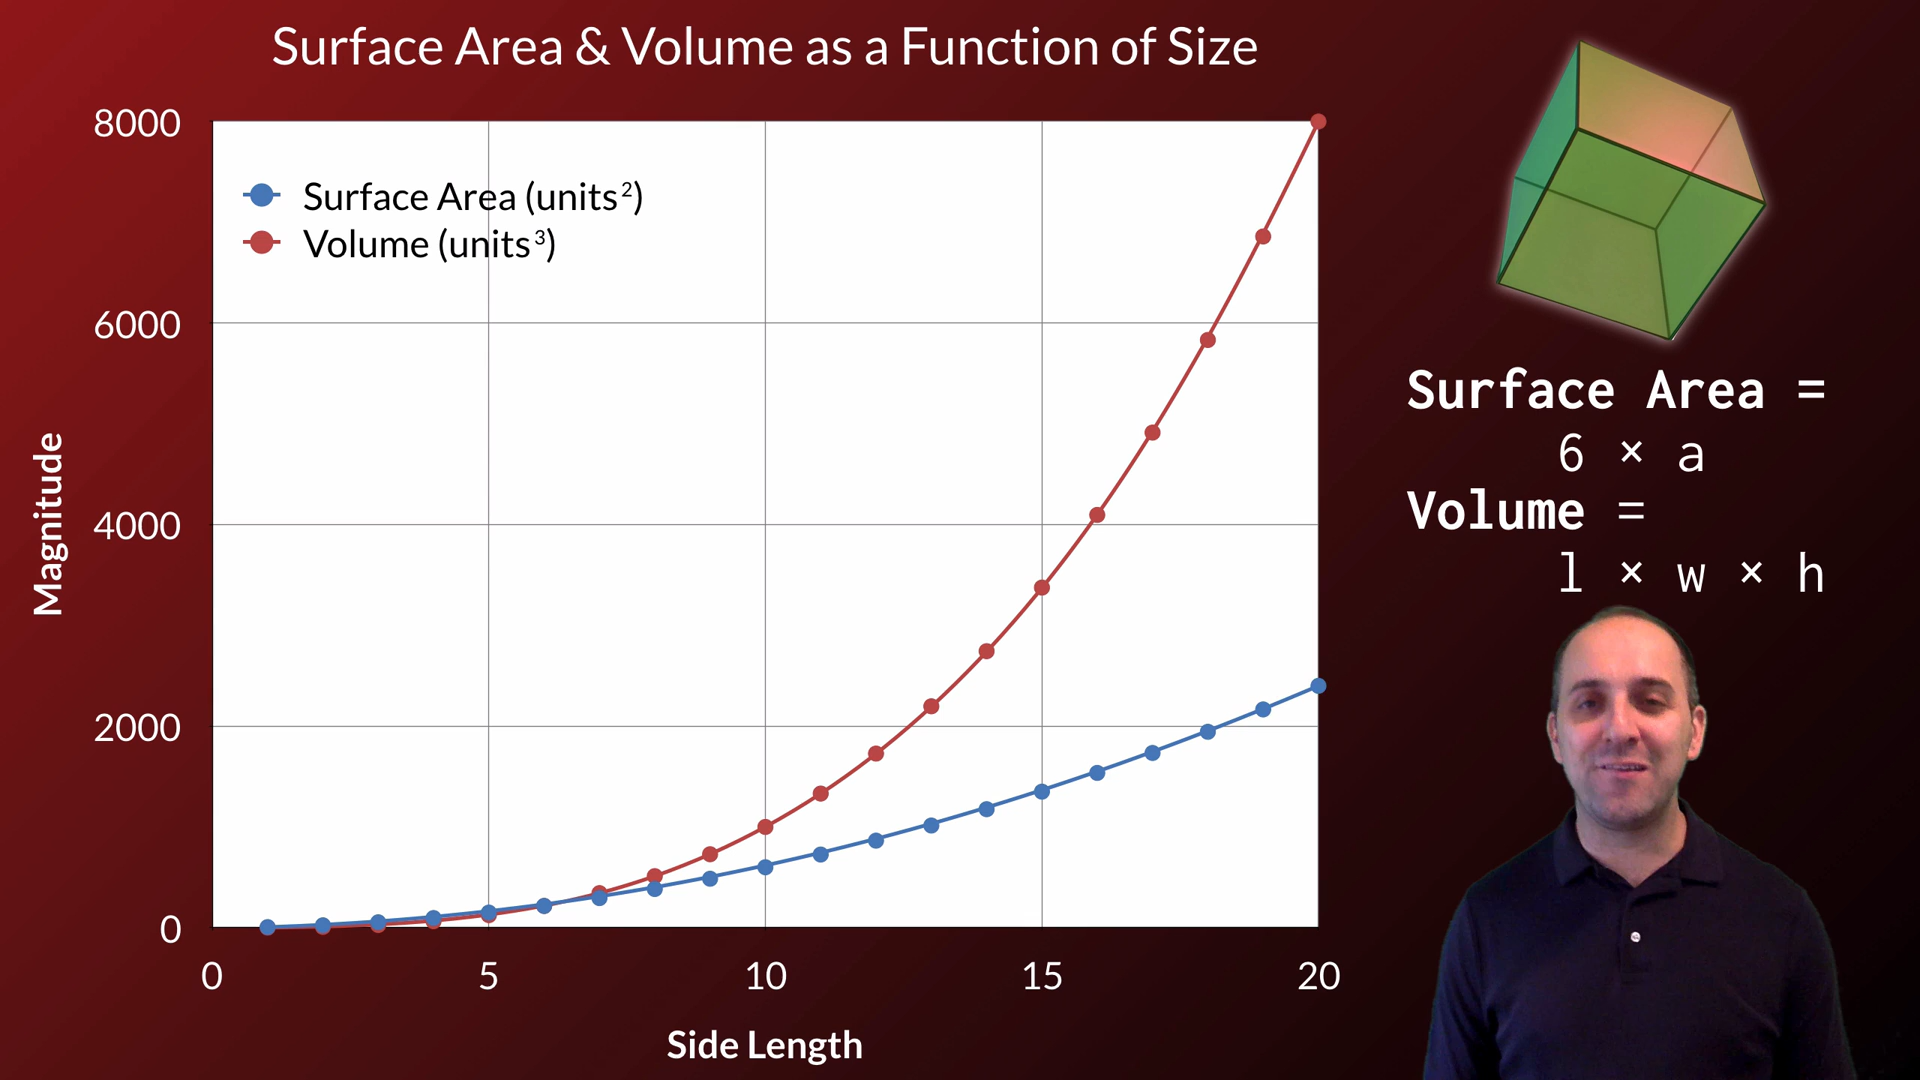 Surface Area & Volume as a Function of Size
8000
6000
4000
2000
0
Magnitude
Surface Area (units²)
Volume (units³)
0 5 10 15 20
Side Length
Surface Area =
6 × a
Volume =
l × w × h